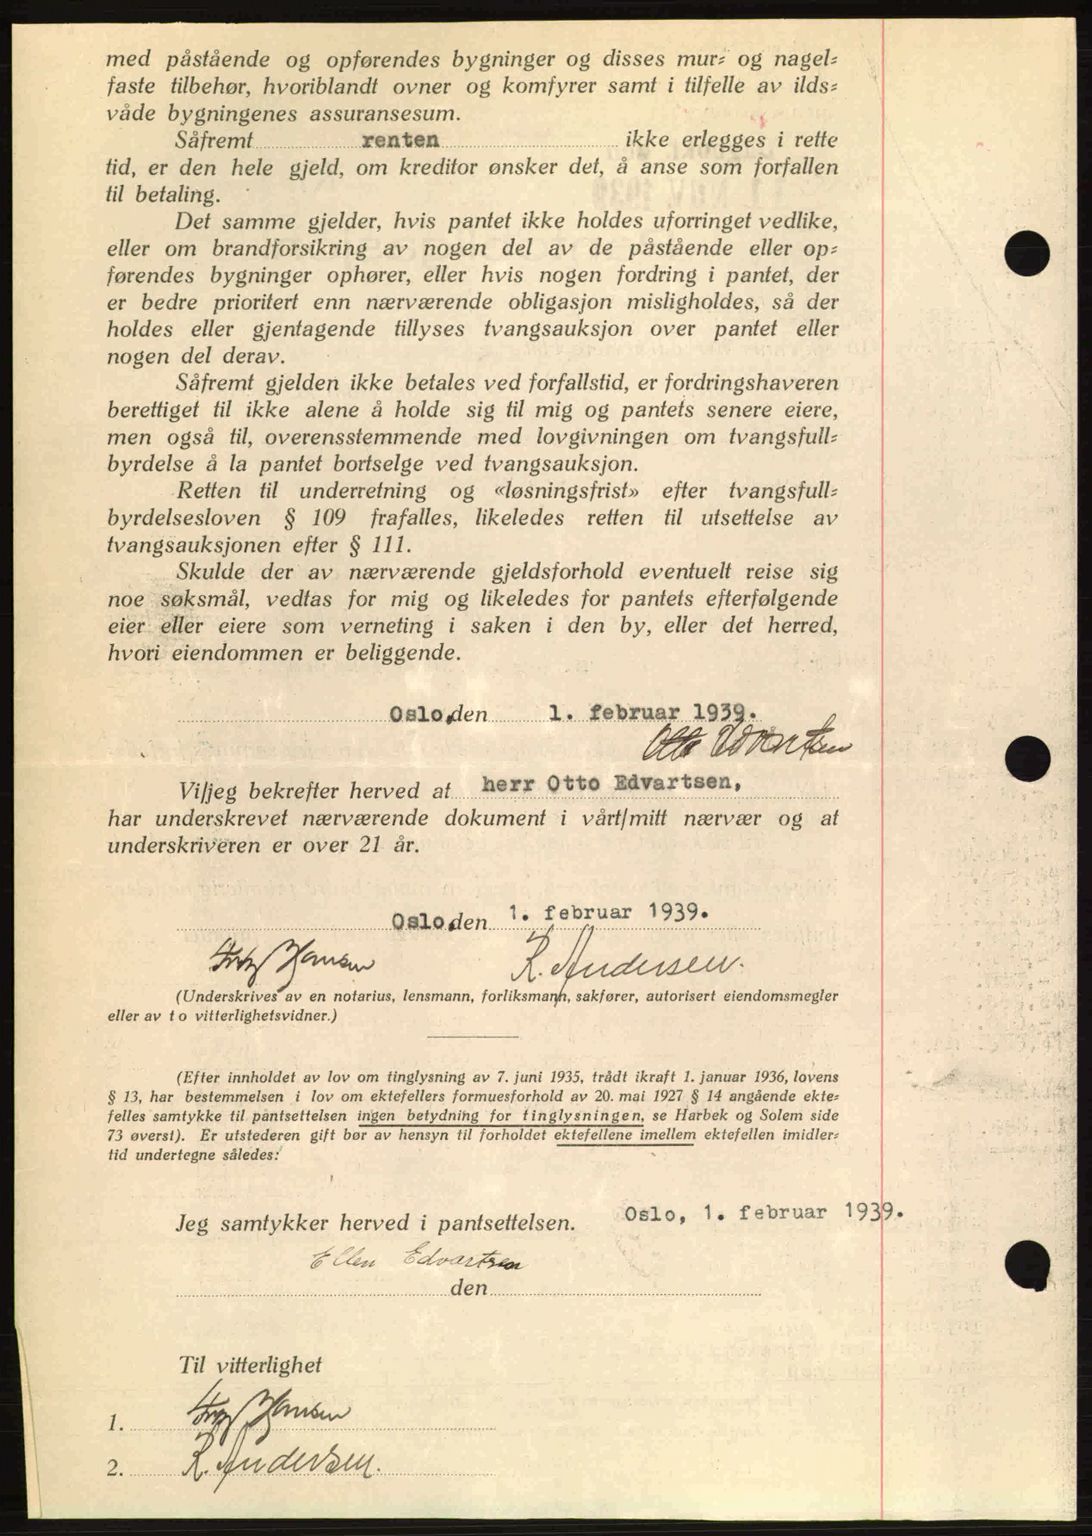 med påstående og opførendes bygninger og disses mur⸗ og nagel⸗
faste tilbehør, hvoriblandt ovner og komfyrer samt i tilfelle av ilds⸗
våde bygningenes assuransesum.
Såfremt renten ikke erlegges i rette
tid, er den hele gjeld, om kreditor ønsker det, å anse som forfallen
til betaling.
Det samme gjelder, hvis pantet ikke holdes uforringet vedlike,
eller om brandforsikring av nogen del av de påstående eller op⸗
førendes bygninger ophører, eller hvis nogen fordring i pantet, der
er bedre prioritert enn nærværende obligasjon misligholdes, så der
holdes eller gjentagende tillyses tvangsauksjon over pantet eller
nogen del derav.
Såfremt gjelden ikke betales ved forfallstid, er fordringshaveren
berettiget til ikke alene å holde sig til mig og pantets senere eiere,
men også til, overensstemmende med lovgivningen om tvangsfull⸗
byrdelse å la pantet bortselge ved tvangsauksjon.
Retten til underretning og «løsningsfrist» efter tvangsfull⸗
byrdelsesloven § 109 frafalles, likeledes retten til utsettelse av
tvangsauksjonen efter § 111.
Skulde der av nærværende gjeldsforhold eventuelt reise sig
noe søksmål, vedtas for mig og likeledes for pantets efterfølgende
eier eller eiere som verneting i saken i den by, eller det herred,
hvori eiendommen er beliggende.
Oslo, den 1. februar 1939.
Otto Edvartsen
Vi/jeg bekrefter herved at herr Otto Edvartsen,
har underskrevet nærværende dokument i vårt/mitt nærvær og at
underskriveren er over 21 år.
Oslo, den 1. februar 1939.
Hansen R. Andersen.
(Underskrives av en notarius, lensmann, forliksmann, sakfører, autorisert eiendomsmegler
eller av to vitterlighetsvidner.)
(Efter innholdet av lov om tinglysning av 7. juni 1935, trådt ikraft 1. januar 1936, lovens
§ 13, har bestemmelsen i lov om ektefellers formuesforhold av 20. mai 1927 § 14 angående ekte⸗
felles samtykke til pantsettelsen ingen betydning for tinglysningen, se Harbek og Solem side
73 øverst). Er utstederen gift bør av hensyn til forholdet ektefellene imellem ektefellen imidler⸗
tid undertegne således:
Jeg samtykker herved i pantsettelsen. Oslo, 1. februar 1939.
Ellen Edvartsen
den
Til vitterlighet
1. Hansen
2. R. Andersen.